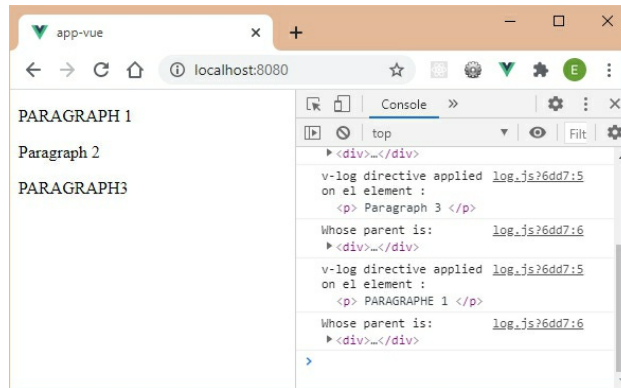 app-vue
localhost:8080
E
PARAGRAPH 1
Paragraph 2
PARAGRAPH3
Console »
top
Filt
▶<div>…</div>
v-log directive applied log.js?6dd7:5
on el element :
<p> Paragraph 3 </p>
Whose parent is: log.js?6dd7:6
▶<div>…</div>
v-log directive applied log.js?6dd7:5
on el element :
<p> PARAGRAPHE 1 </p>
Whose parent is: log.js?6dd7:6
▶<div>…</div>
>